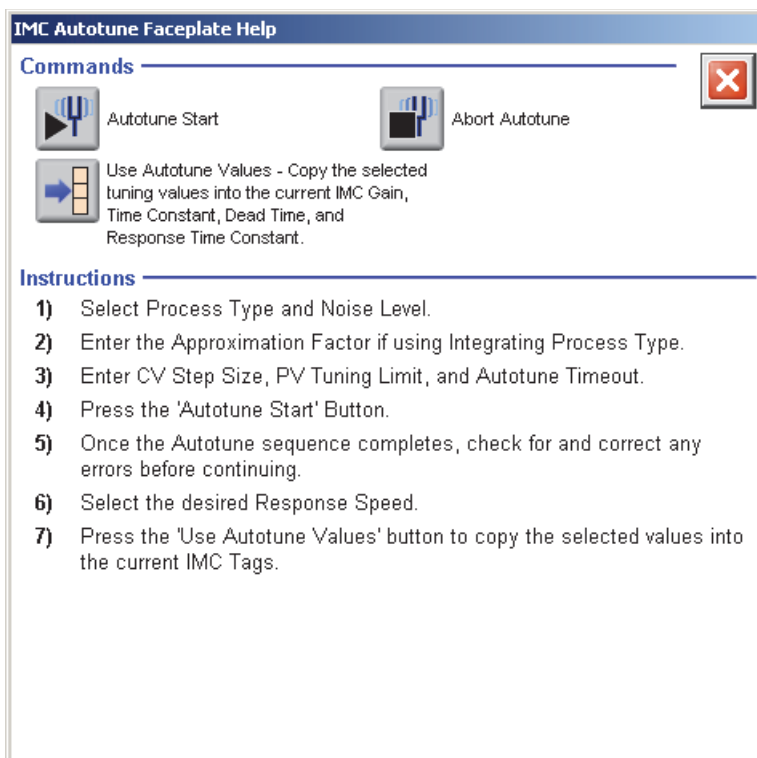 IMC Autotune Faceplate Help
Commands
Autotune Start
Abort Autotune
Use Autotune Values - Copy the selected
tuning values into the current IMC Gain,
Time Constant, Dead Time, and
Response Time Constant.
Instructions
1) Select Process Type and Noise Level.
2) Enter the Approximation Factor if using Integrating Process Type.
3) Enter CV Step Size, PV Tuning Limit, and Autotune Timeout.
4) Press the 'Autotune Start' Button.
5) Once the Autotune sequence completes, check for and correct any
errors before continuing.
6) Select the desired Response Speed.
7) Press the 'Use Autotune Values' button to copy the selected values into
the current IMC Tags.